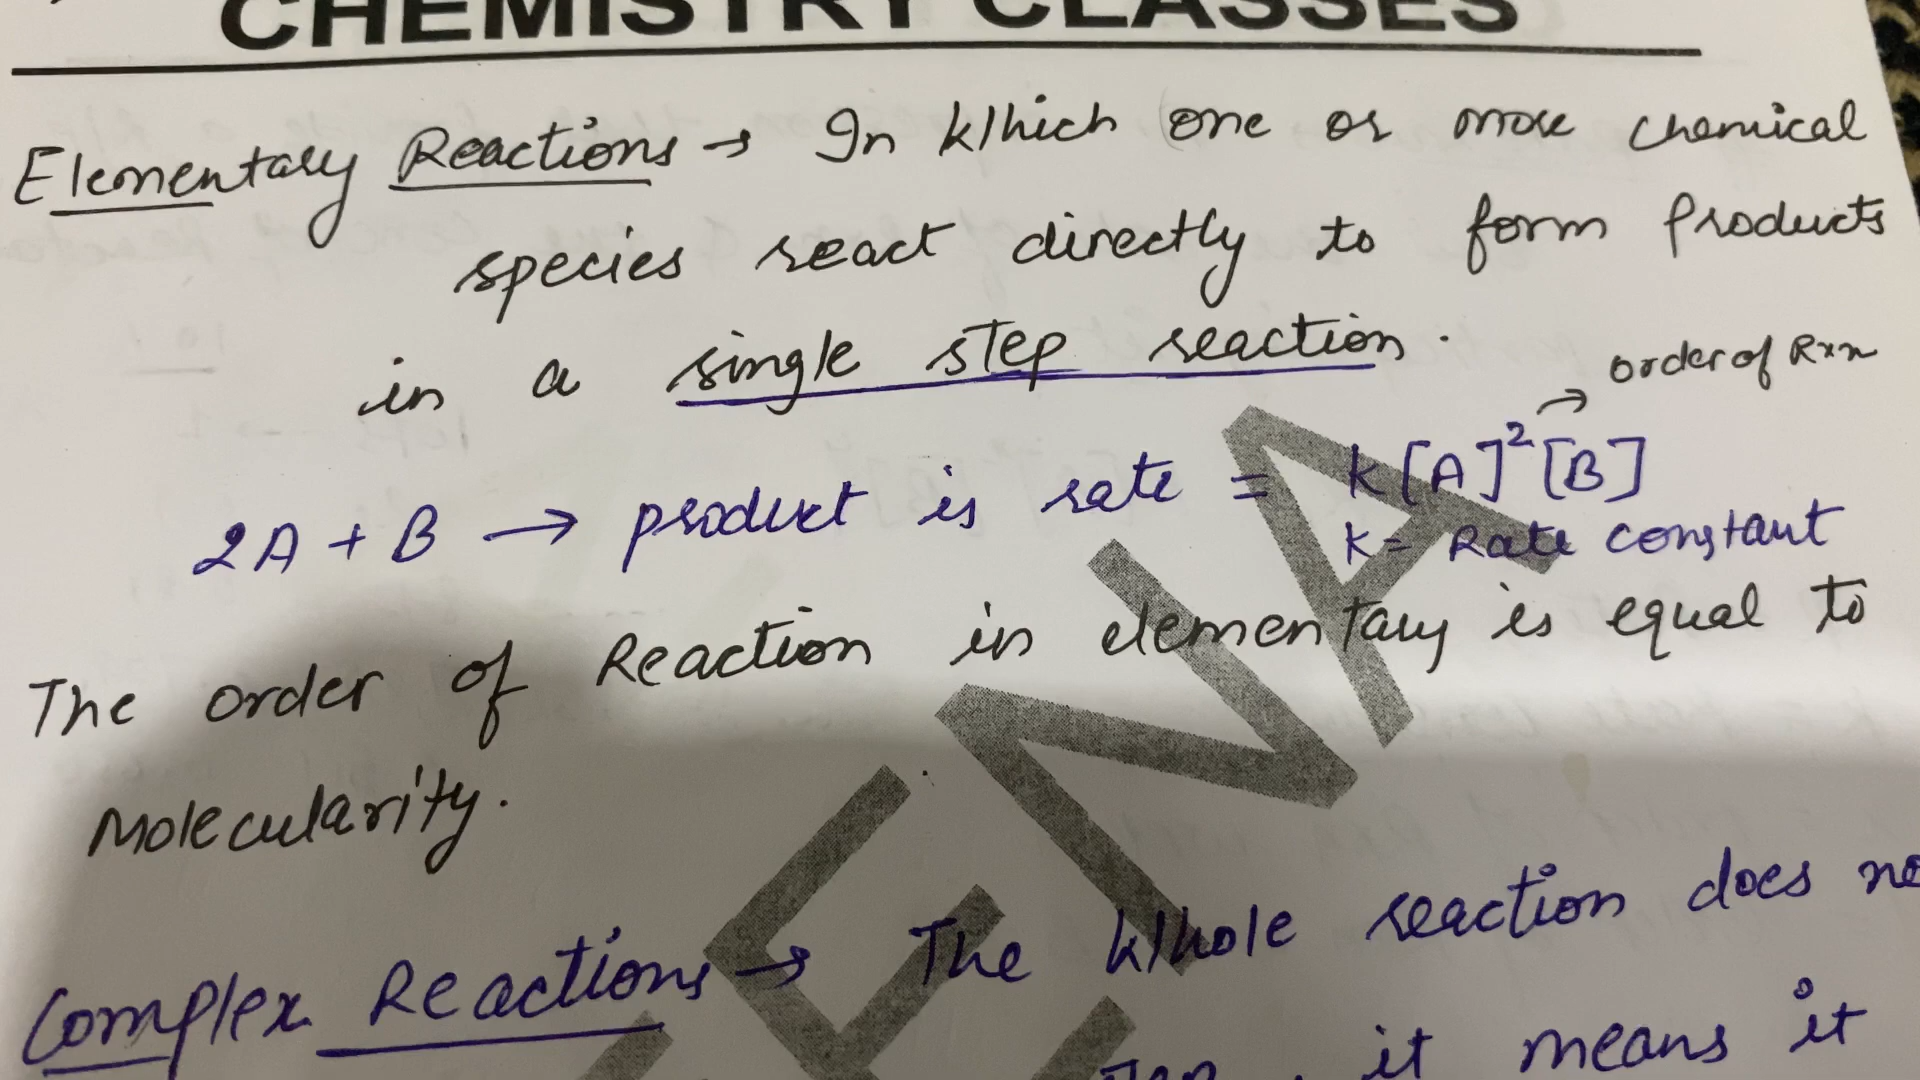 CHEMISTRY CLASSES
Elementary Reactions → In Which one or more chemical
species react directly to form products
in a single step reaction.
→ order of Rxn
2A + B → product is rate = k[A]²[B]
K = Rate constant
The order of Reaction in elementary is equal to
Molecularity.
Complex Reactions → The Whole reaction does
it means it
ENA